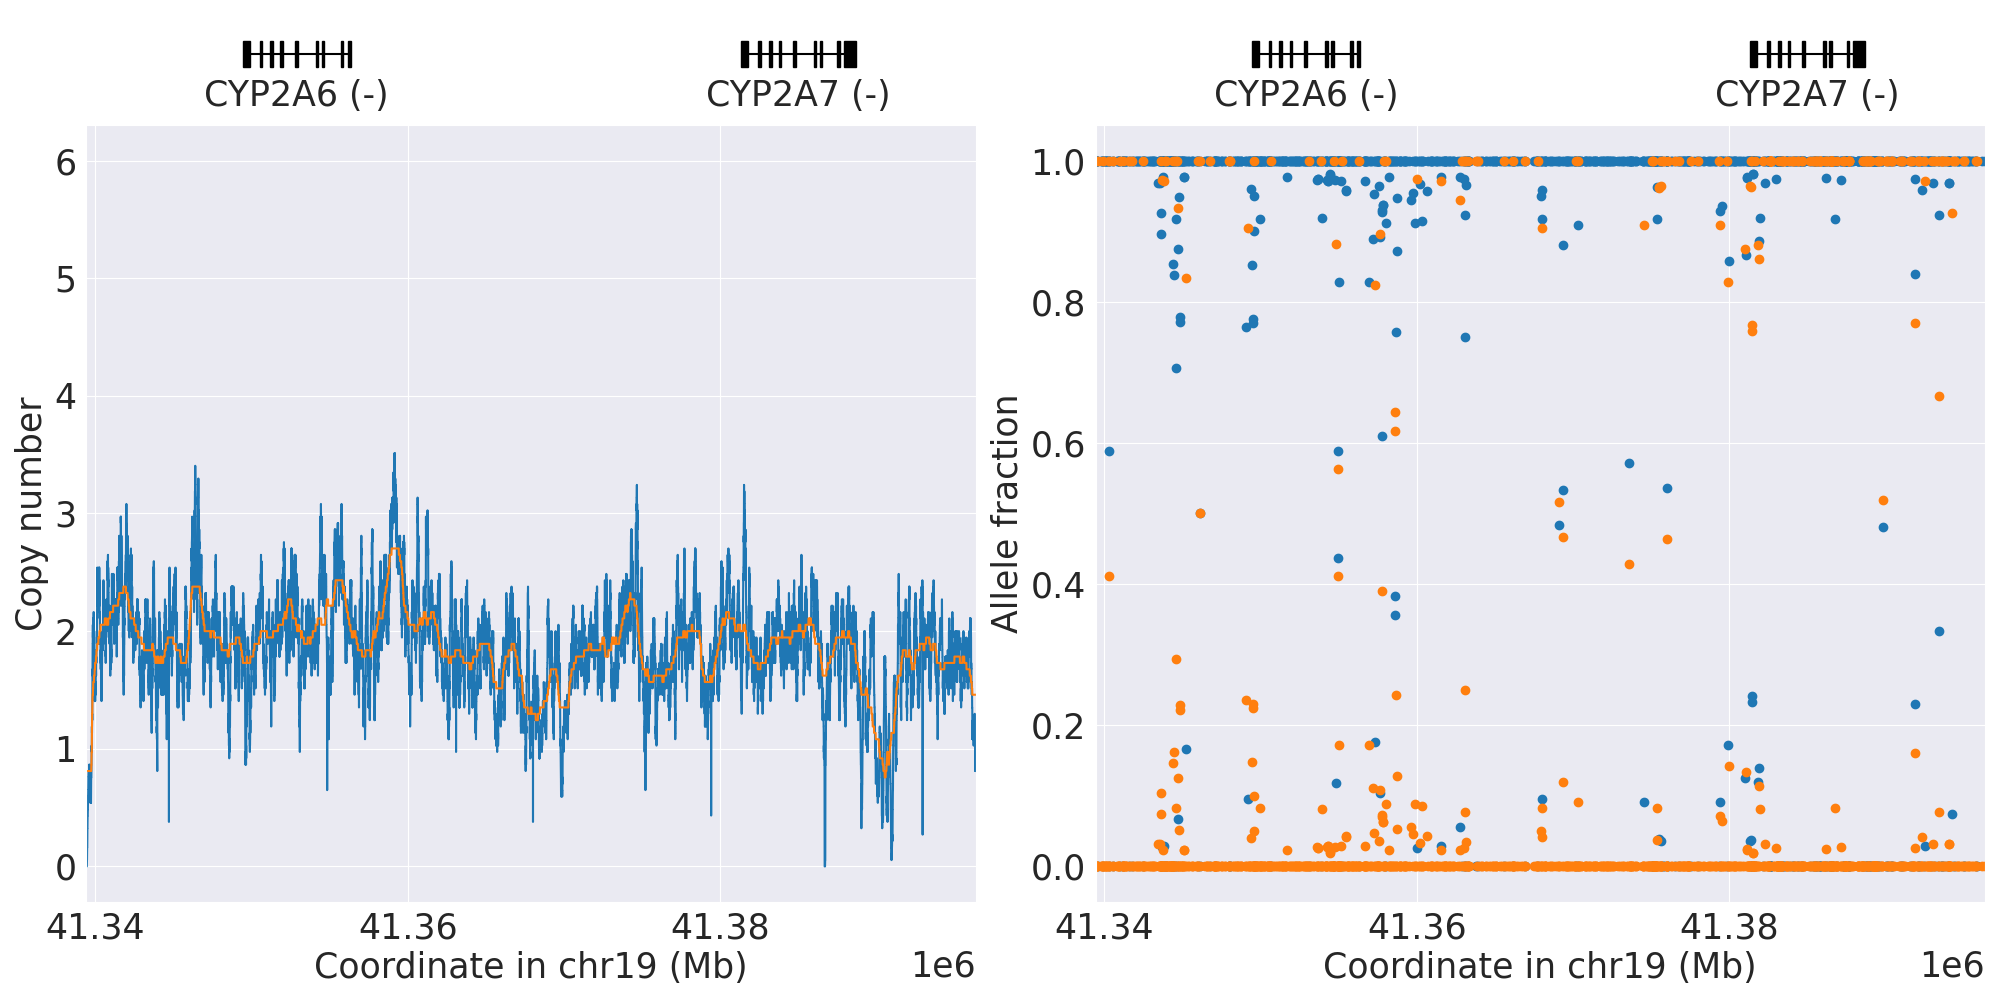 CYP2A6 (-)
CYP2A7 (-)
6
5
4
3
2
1
0
Copy number
41.34
41.36
41.38
Coordinate in chr19 (Mb)
1e6
CYP2A6 (-)
CYP2A7 (-)
1.0
0.8
0.6
0.4
0.2
0.0
Allele fraction
41.34
41.36
41.38
Coordinate in chr19 (Mb)
1e6